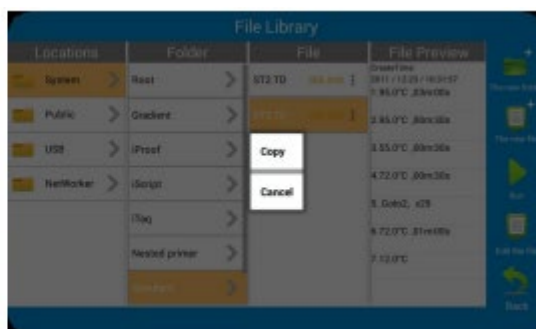 File Library
Locations
Folder
File
File Preview
System
Public
USB
NetWorker
Root
Gradient
iProof
iScript
iTaq
Nested primer
ST2.TD
Copy
Cancel
2.95.0°C ,00m30s
3.55.0°C ,00m30s
4.72.0°C ,00m30s
5. Goto2, x29
6.72.0°C
7.12.0°C
Run
Back